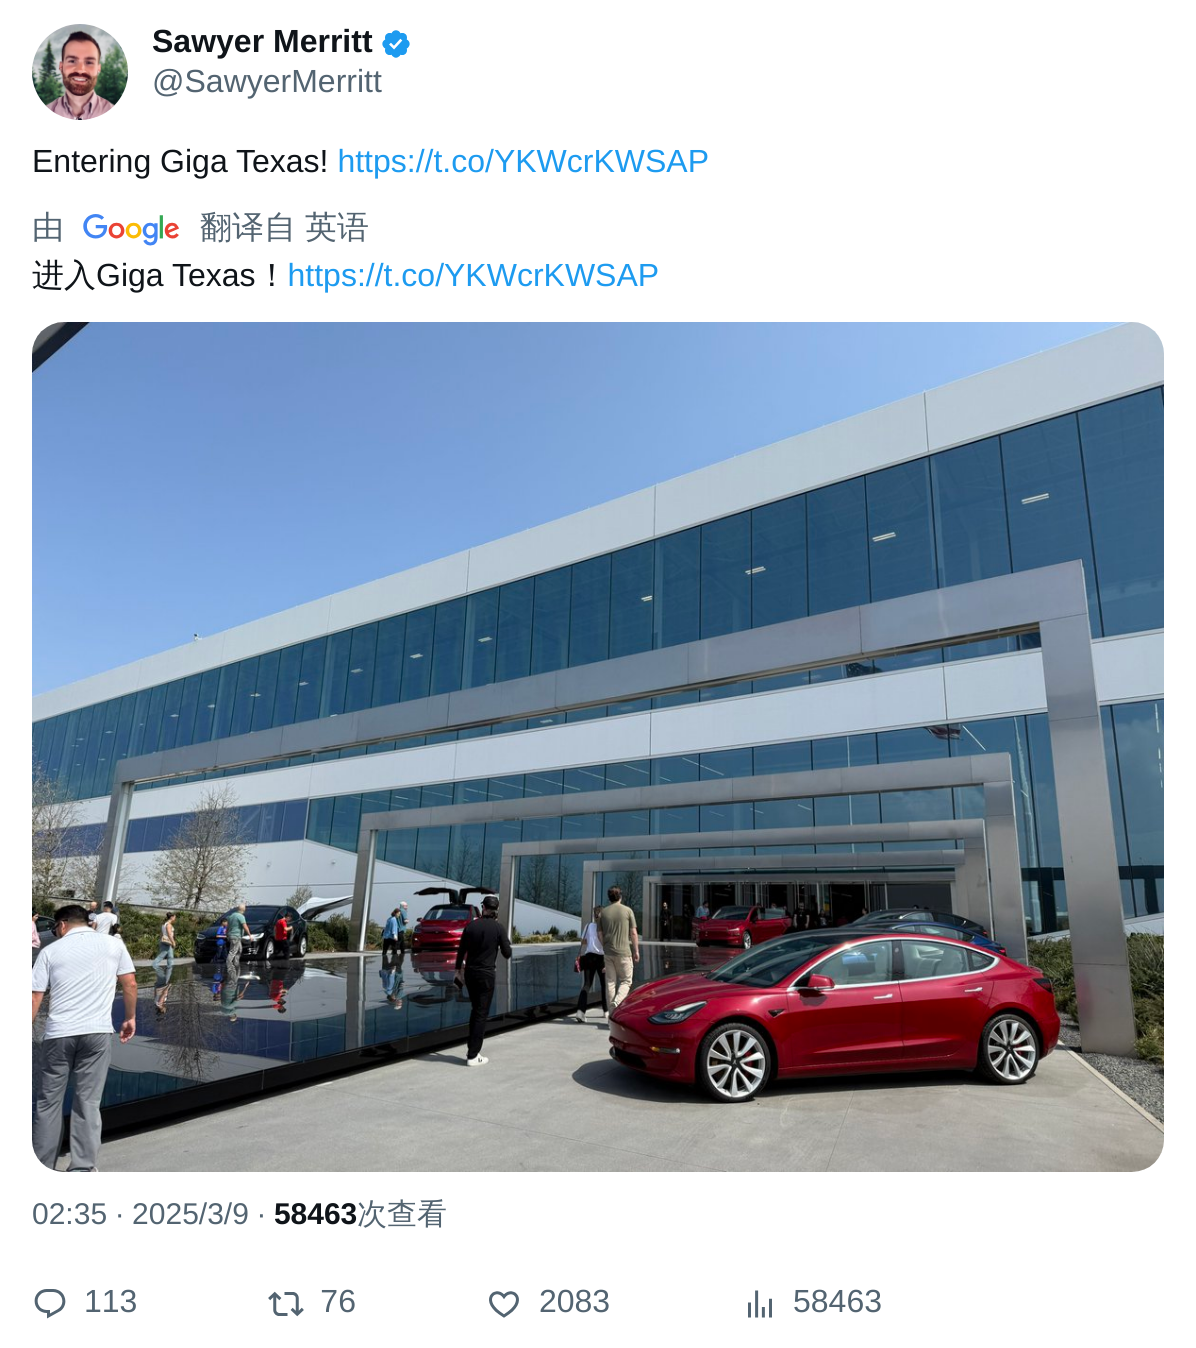 Sawyer Merritt
@SawyerMerritt
Entering Giga Texas! https://t.co/YKWcrKWSAP
由 Google 翻译自 英语
进入Giga Texas！https://t.co/YKWcrKWSAP
02:35 · 2025/3/9 · 58463次查看
113 76 2083 58463